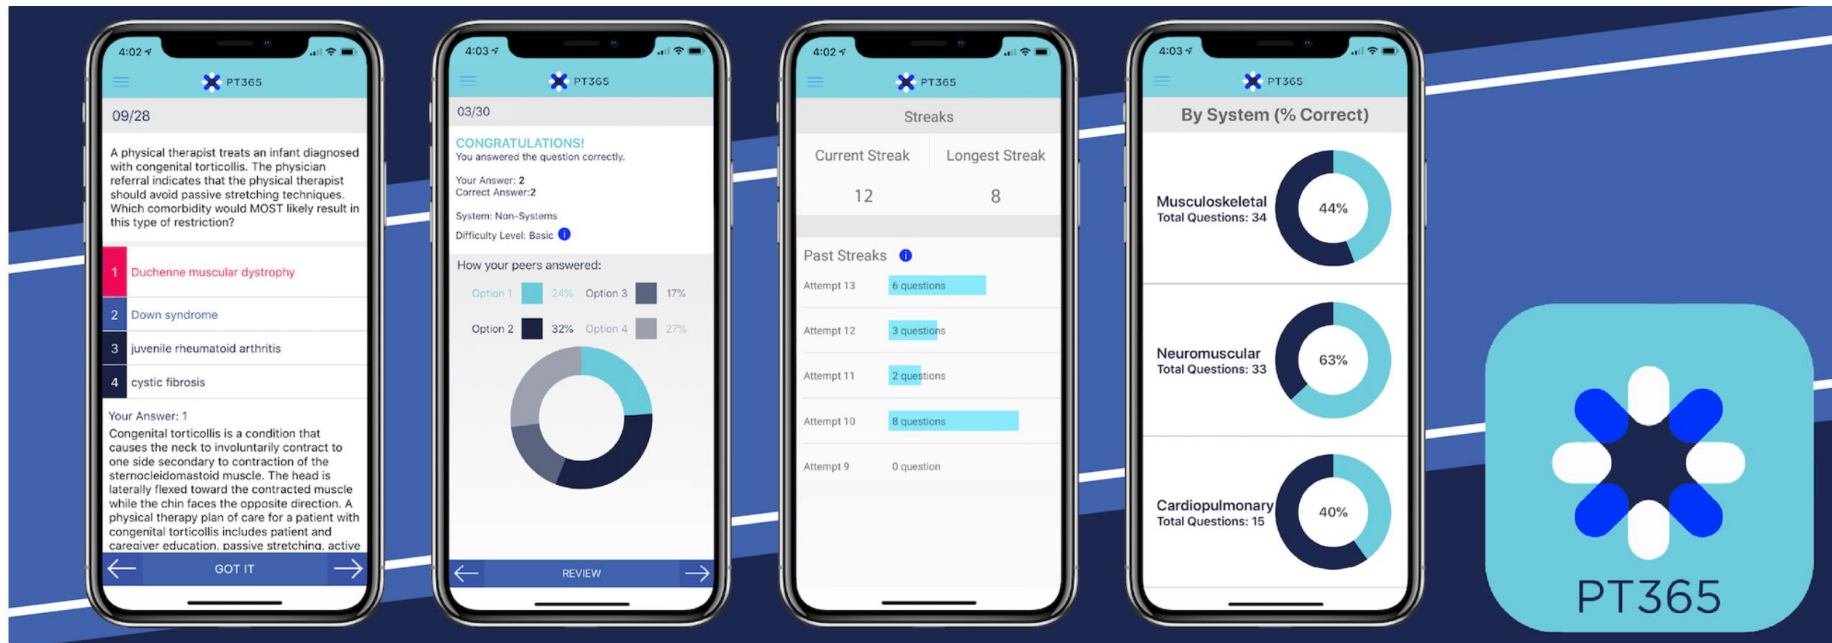 4:02
PT365
09/28
A physical therapist treats an infant diagnosed
with congenital torticollis. The physician
referral indicates that the physical therapist
should avoid passive stretching techniques.
Which comorbidity would MOST likely result in
this type of restriction?
1 Duchenne muscular dystrophy
2 Down syndrome
3 juvenile rheumatoid arthritis
4 cystic fibrosis
Your Answer: 1
Congenital torticollis is a condition that
causes the neck to involuntarily contract to
one side secondary to contraction of the
sternocleidomastoid muscle. The head is
laterally flexed toward the contracted muscle
while the chin faces the opposite direction. A
physical therapy plan of care for a patient with
congenital torticollis includes patient and
caregiver education, passive stretching, active
GOT IT
4:03
PT365
03/30
CONGRATULATIONS!
You answered the question correctly.
Your Answer: 2
Correct Answer:2
System: Non-Systems
Difficulty Level: Basic i
How your peers answered:
Option 1 24% Option 3 17%
Option 2 32% Option 4 27%
REVIEW
4:02
PT365
Streaks
Current Streak Longest Streak
12 8
Past Streaks i
Attempt 13 6 questions
Attempt 12 3 questions
Attempt 11 2 questions
Attempt 10 8 questions
Attempt 9 0 question
4:03
PT365
By System (% Correct)
Musculoskeletal
Total Questions: 34
44%
Neuromuscular
Total Questions: 33
63%
Cardiopulmonary
Total Questions: 15
40%
PT365